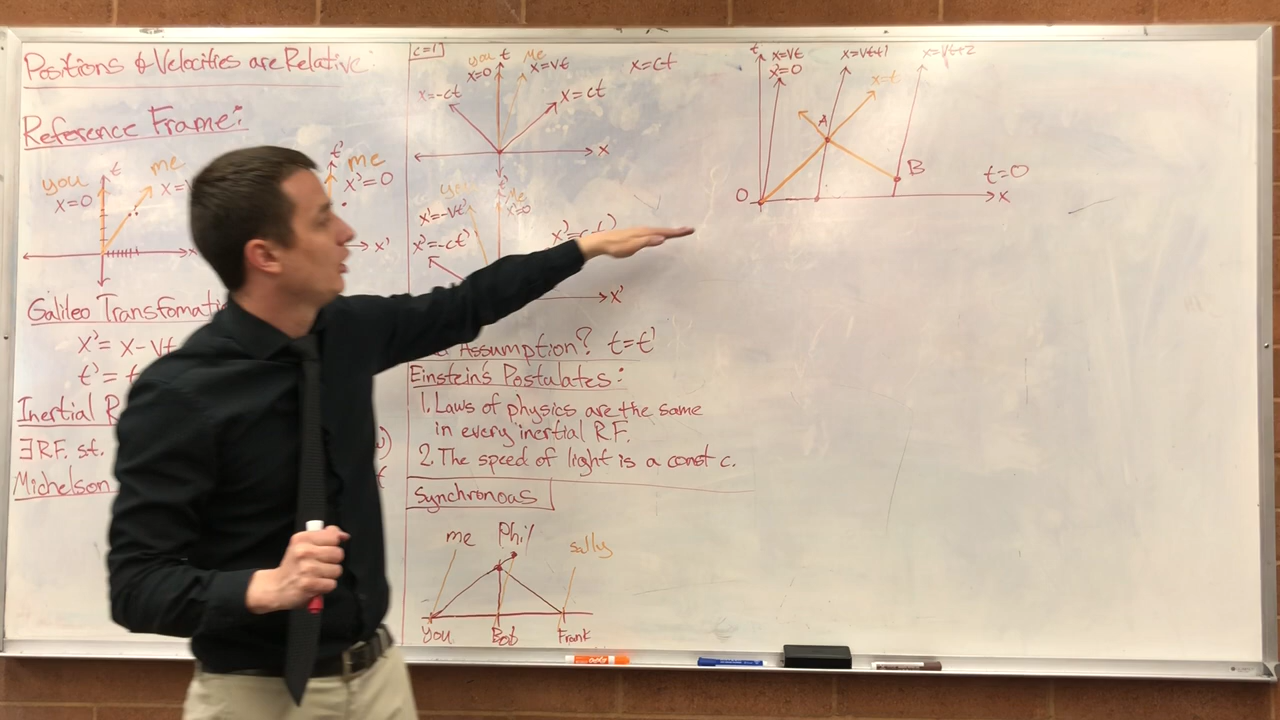 Positions & Velocities are Relative:
Reference Frame:
you
x=0
t
me
t'
me
x'=0
x'
Galileo Transfomati
x'= x-vt
t' =
Inertial R
∃RF. st.
Michelson
c=1
you
x=0
t
me
x=vt
x=-ct
x=ct
x=ct
x
you
x'=-vt'
t'
me
x'=0
x'=-ct'
x'
Assumption? t=t'
Einstein's Postulates:
1. Laws of physics are the same
in every inertial R.F.
2. The speed of light is a const c.
Synchronoas
me
Phil
sally
you
Bob
Frank
t
x=vt
x'=0
x=vt+1
x=vt+2
x=t
A
B
O
t=0
x